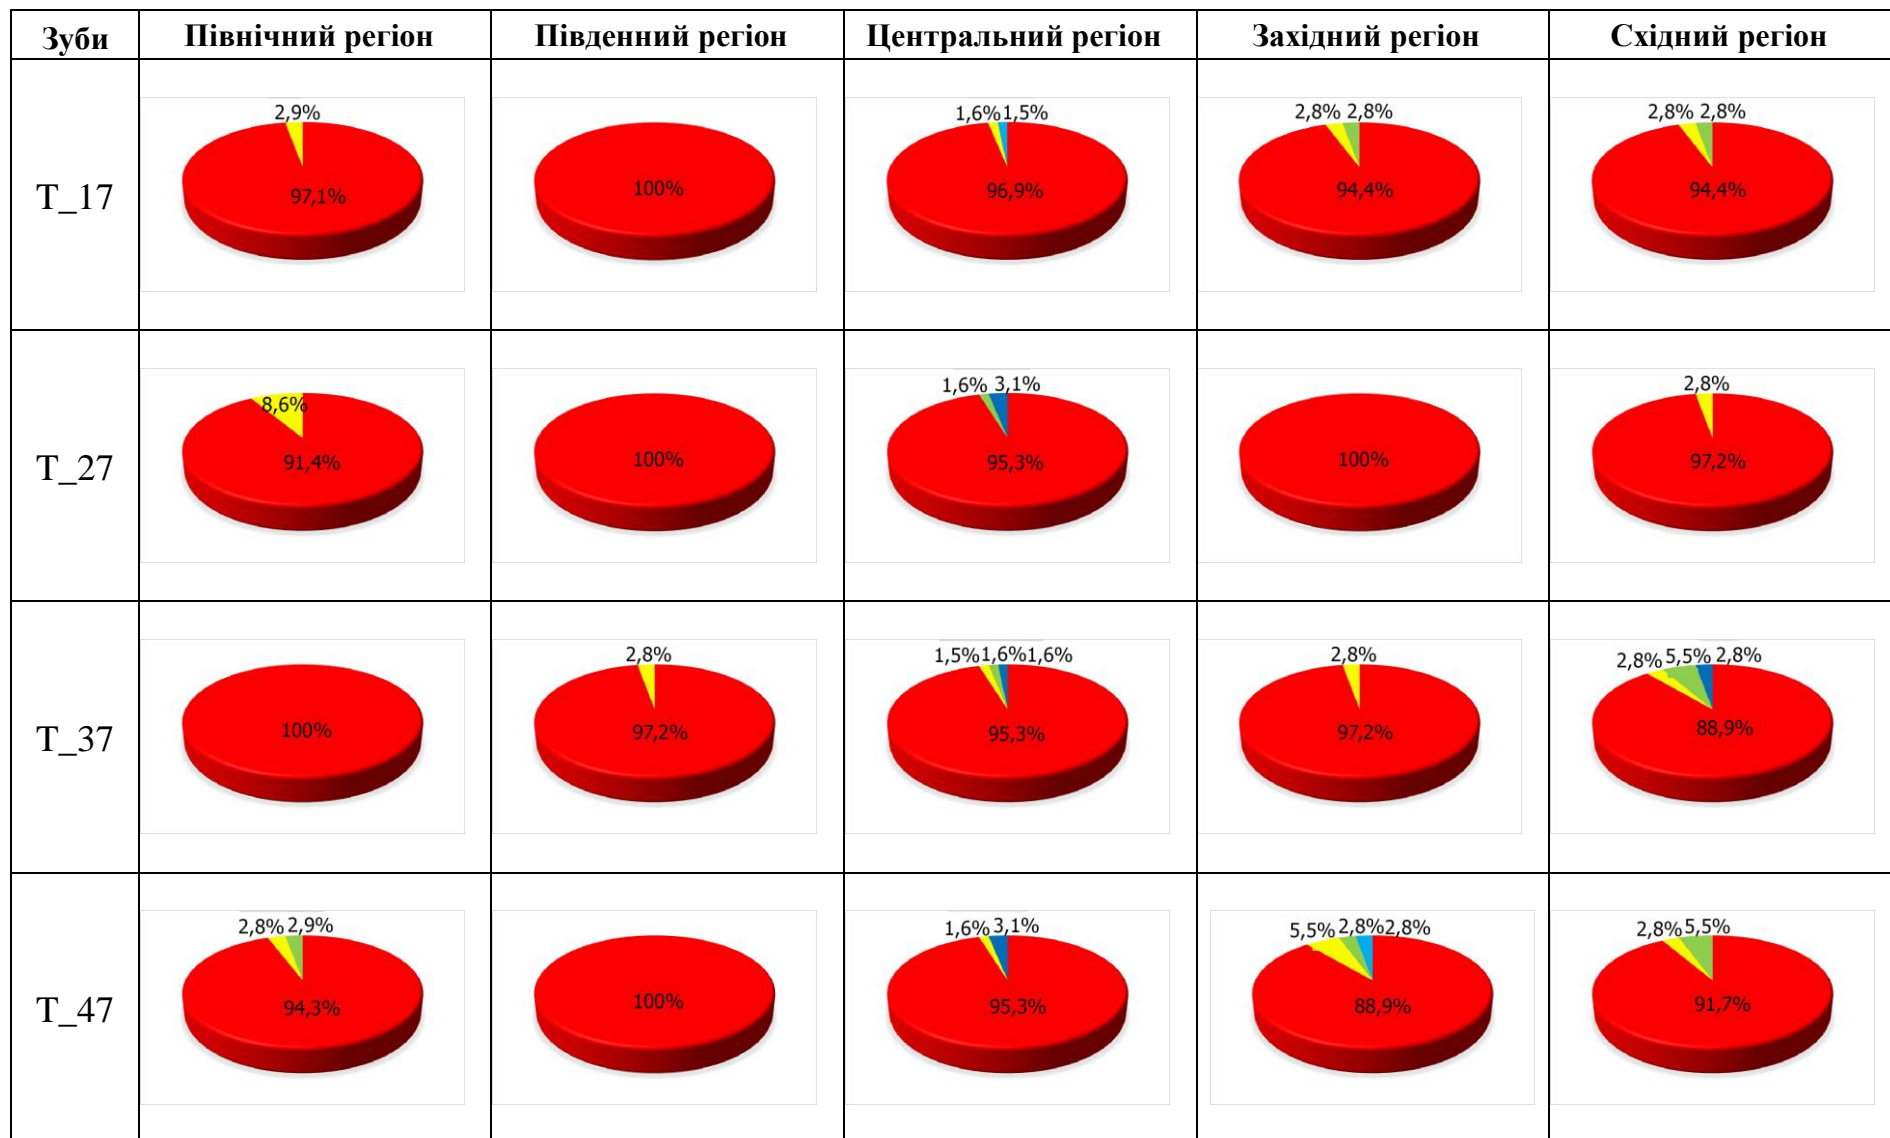 Зуби Північний регіон Південний регіон Центральний регіон Західний регіон Східний регіон
2,9% 1,6% 1,5% 2,8% 2,8% 2,8% 2,8%
Т_17 97,1% 100% 96,9% 94,4% 94,4%
8,6% 1,6% 3,1% 2,8%
Т_27 91,4% 100% 95,3% 100% 97,2%
2,8% 1,5% 1,6% 1,6% 2,8% 2,8% 5,5% 2,8%
Т_37 100% 97,2% 95,3% 97,2% 88,9%
2,8% 2,9% 1,6% 3,1% 5,5% 2,8% 2,8% 2,8% 5,5%
Т_47 94,3% 100% 95,3% 88,9% 91,7%